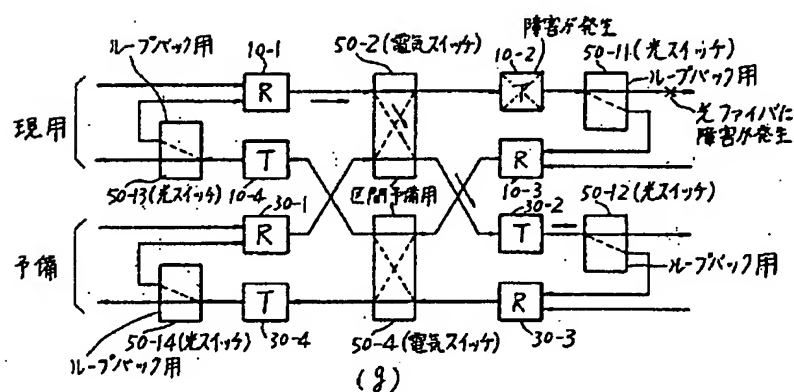 障害が発生
ループバック用
10-1
50-2(電気スイッチ)
10-2
50-11(光スイッチ)
ループバック用
R
T
光ファイバに
障害が発生
現用
T
R
50-13(光スイッチ)
10-4
区間予備用
10-3
50-12(光スイッチ)
30-1
30-2
R
T
予備
ループバック用
T
R
50-14(光スイッチ)
30-4
50-4(電気スイッチ)
30-3
ループバック用
(g)